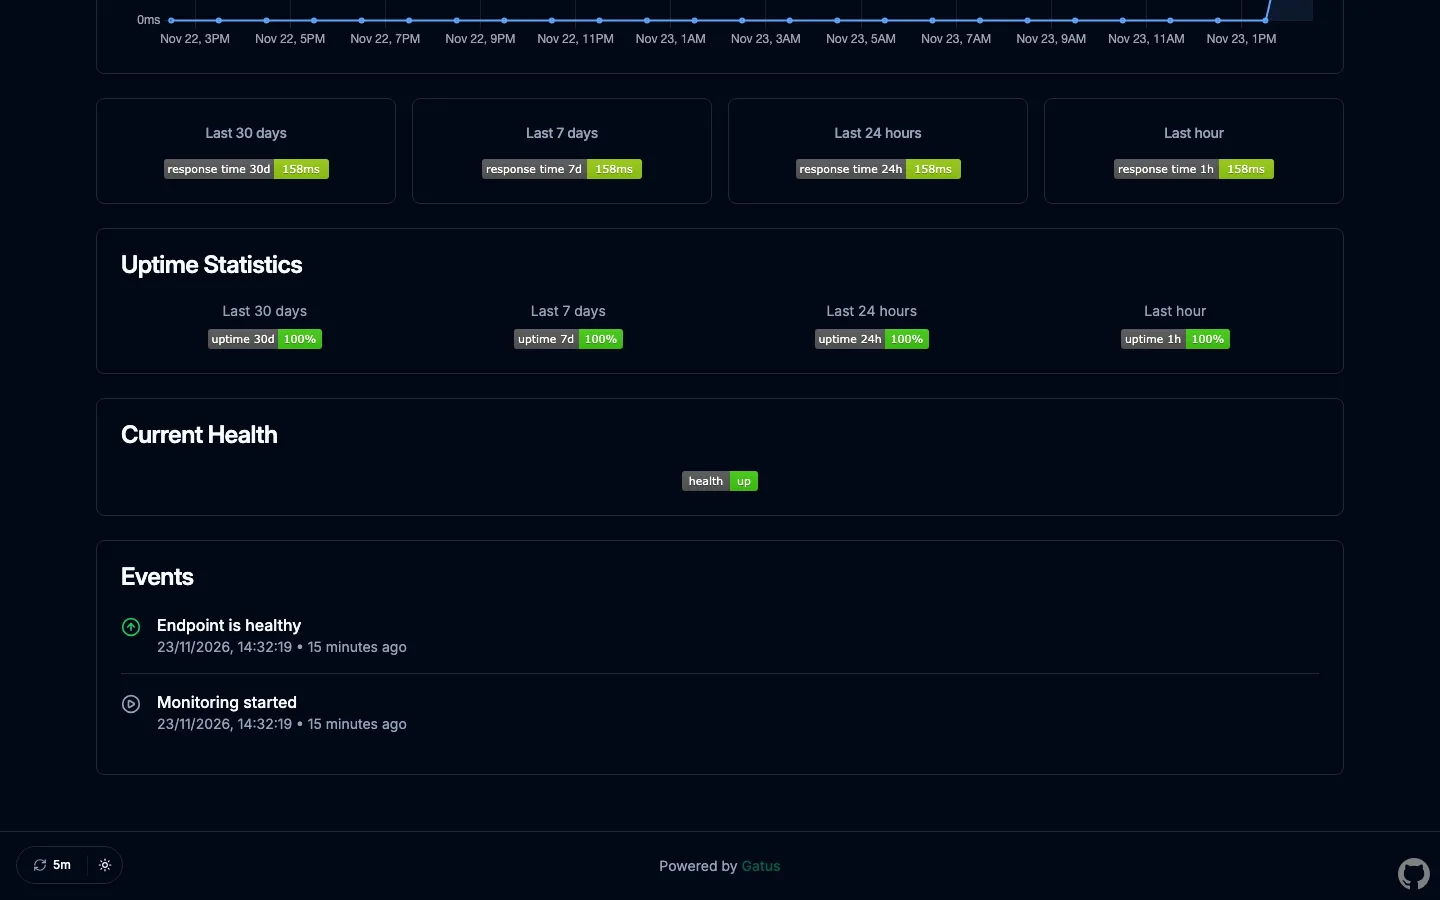 0ms
Nov 22, 3PM Nov 22, 5PM Nov 22, 7PM Nov 22, 9PM Nov 22, 11PM Nov 23, 1AM Nov 23, 3AM Nov 23, 5AM Nov 23, 7AM Nov 23, 9AM Nov 23, 11AM Nov 23, 1PM
Last 30 days
response time 30d 158ms
Last 7 days
response time 7d 158ms
Last 24 hours
response time 24h 158ms
Last hour
response time 1h 158ms
Uptime Statistics
Last 30 days
uptime 30d 100%
Last 7 days
uptime 7d 100%
Last 24 hours
uptime 24h 100%
Last hour
uptime 1h 100%
Current Health
health up
Events
Endpoint is healthy
23/11/2026, 14:32:19 • 15 minutes ago
Monitoring started
23/11/2026, 14:32:19 • 15 minutes ago
5m
Powered by Gatus